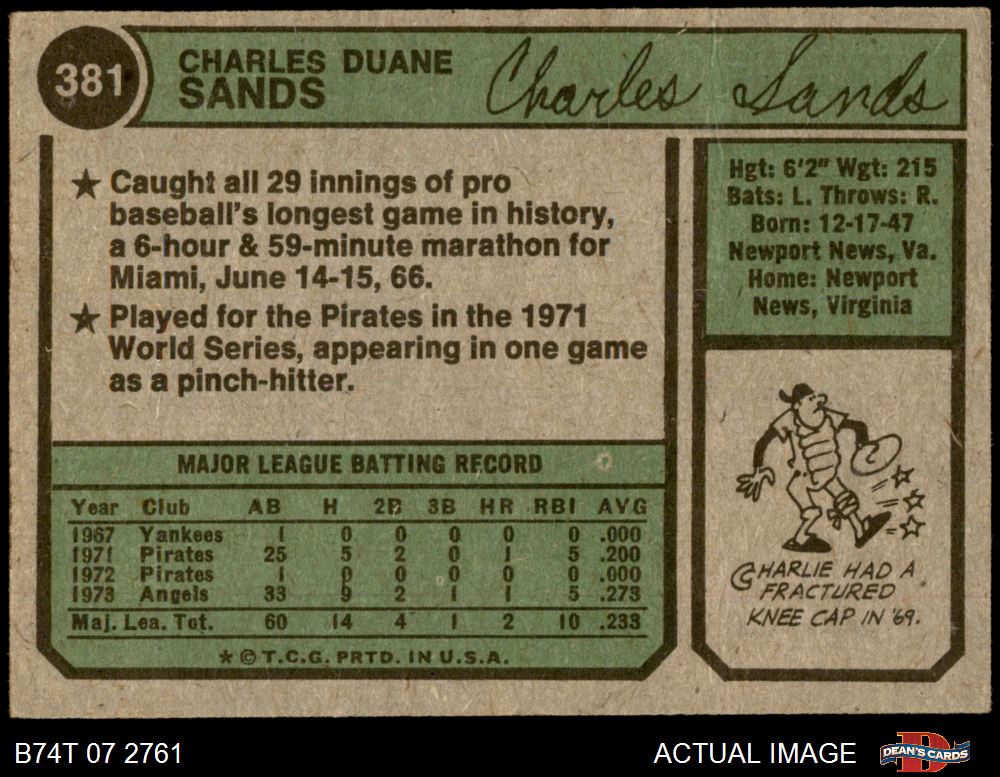 381
CHARLES DUANE
SANDS
Charles Sands
★ Caught all 29 innings of pro
baseball's longest game in history,
a 6-hour & 59-minute marathon for
Miami, June 14-15, 66.
★ Played for the Pirates in the 1971
World Series, appearing in one game
as a pinch-hitter.
Hgt: 6'2" Wgt: 215
Bats: L. Throws: R.
Born: 12-17-47
Newport News, Va.
Home: Newport
News, Virginia
MAJOR LEAGUE BATTING RECORD
Year Club AB H 2B 3B HR RBI AVG
1967 Yankees 1 0 0 0 0 0 .000
1971 Pirates 25 5 2 0 1 5 .200
1972 Pirates 1 0 0 0 0 0 .000
1973 Angels 33 9 2 1 1 5 .273
Maj. Lea. Tot. 60 14 4 1 2 10 .233
★ © T.C.G. PRTD. IN U.S.A.
CHARLIE HAD A
FRACTURED
KNEE CAP IN '69.
B74T 07 2761
ACTUAL IMAGE
D
DEAN'S CARDS